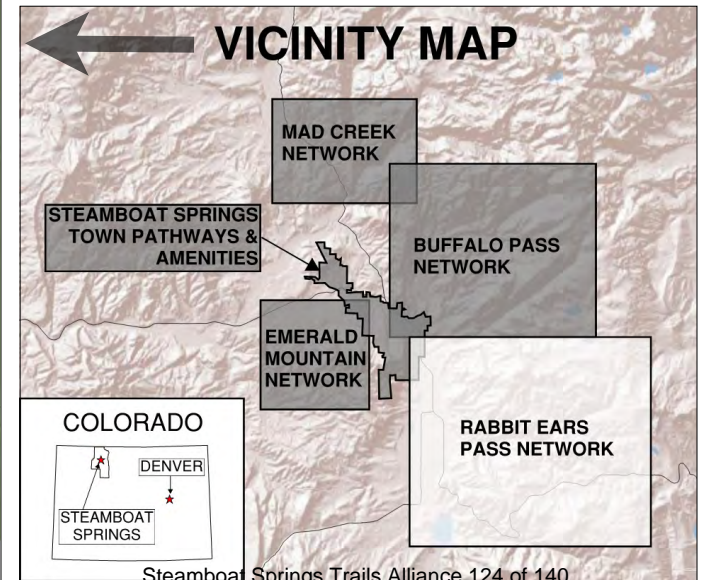 VICINITY MAP
MAD CREEK
NETWORK
STEAMBOAT SPRINGS
TOWN PATHWAYS &
AMENITIES
BUFFALO PASS
NETWORK
EMERALD
MOUNTAIN
NETWORK
RABBIT EARS
PASS NETWORK
COLORADO
DENVER
STEAMBOAT
SPRINGS
Steamboat Springs Trails Alliance 124 of 140